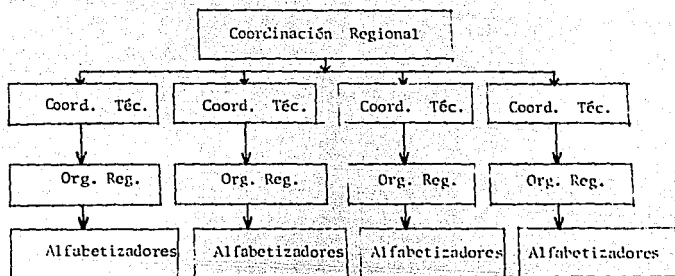 Coordinación Regional
Coord. Téc. Coord. Téc. Coord. Téc. Coord. Téc.
Org. Reg. Org. Reg. Org. Reg. Org. Reg.
Alfabetizadores Alfabetizadores Alfabetizadores Alfabetizadores